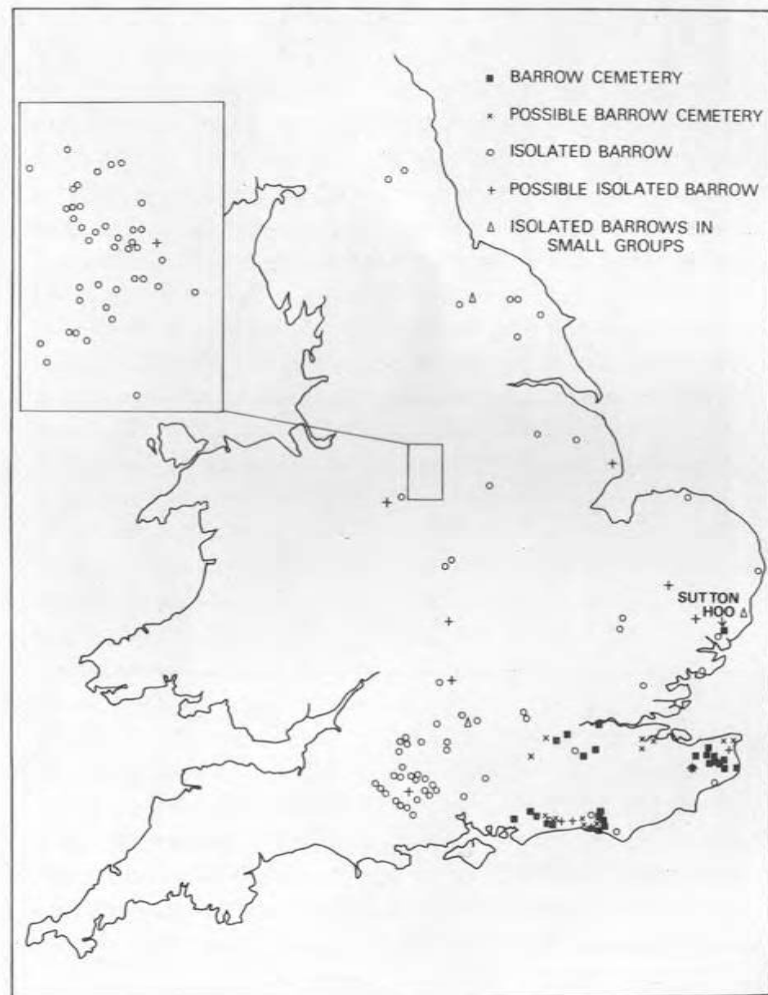 BARROW CEMETERY
POSSIBLE BARROW CEMETERY
ISOLATED BARROW
POSSIBLE ISOLATED BARROW
ISOLATED BARROWS IN
SMALL GROUPS
SUTTON
HOO